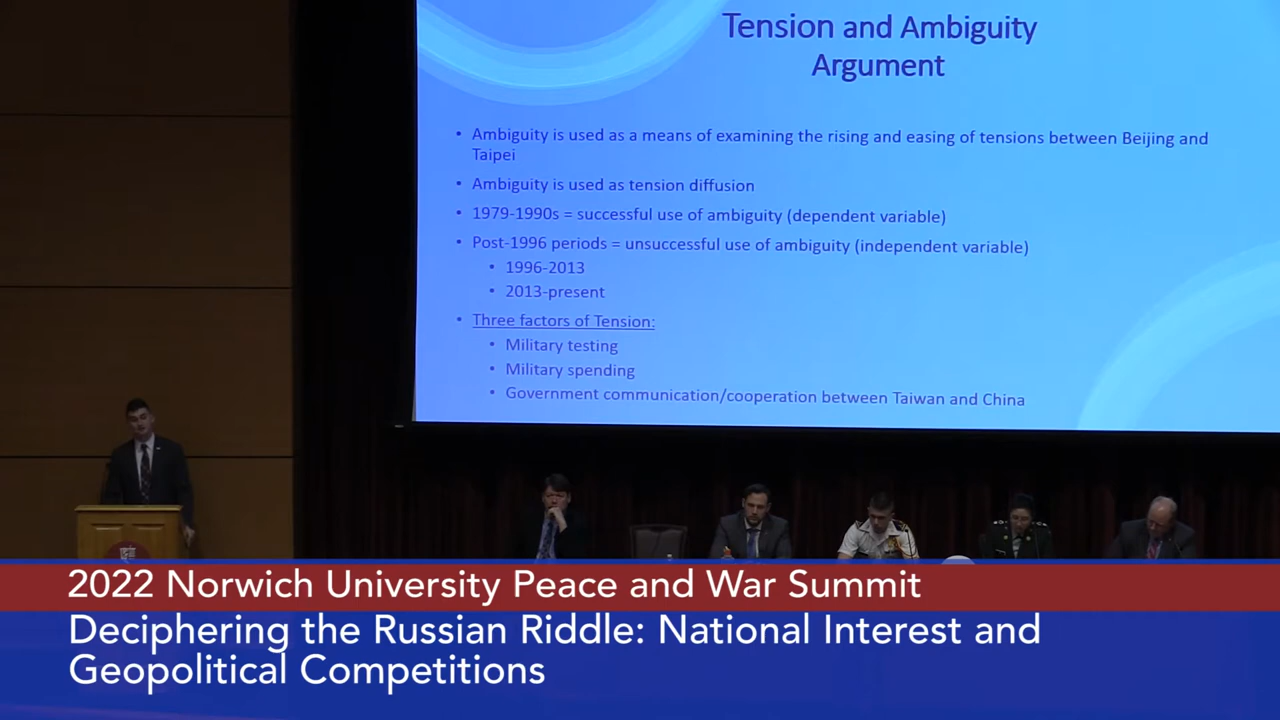 Tension and Ambiguity
Argument
• Ambiguity is used as a means of examining the rising and easing of tensions between Beijing and
Taipei
• Ambiguity is used as tension diffusion
• 1979-1990s = successful use of ambiguity (dependent variable)
• Post-1996 periods = unsuccessful use of ambiguity (independent variable)
• 1996-2013
• 2013-present
• Three factors of Tension:
• Military testing
• Military spending
• Government communication/cooperation between Taiwan and China
2022 Norwich University Peace and War Summit
Deciphering the Russian Riddle: National Interest and
Geopolitical Competitions